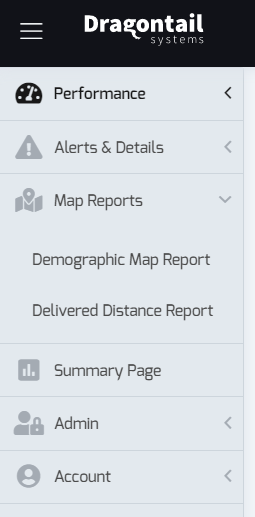 Dragontail
systems
Performance
Alerts & Details
Map Reports
Demographic Map Report
Delivered Distance Report
Summary Page
Admin
Account